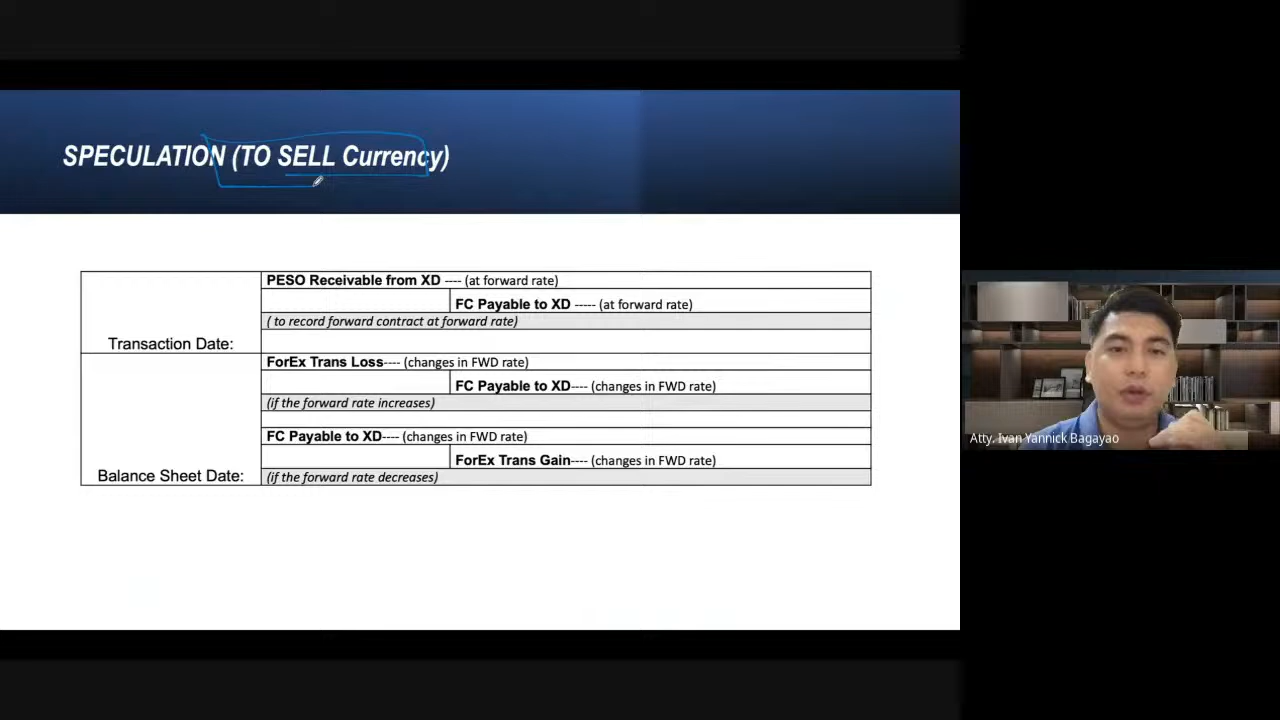 SPECULATION (TO SELL Currency)
PESO Receivable from XD ---- (at forward rate)
FC Payable to XD ----- (at forward rate)
( to record forward contract at forward rate)
Transaction Date:
ForEx Trans Loss---- (changes in FWD rate)
FC Payable to XD---- (changes in FWD rate)
(if the forward rate increases)
FC Payable to XD---- (changes in FWD rate)
ForEx Trans Gain---- (changes in FWD rate)
Balance Sheet Date:
(if the forward rate decreases)
Atty. Ivan Yannick Bagayao